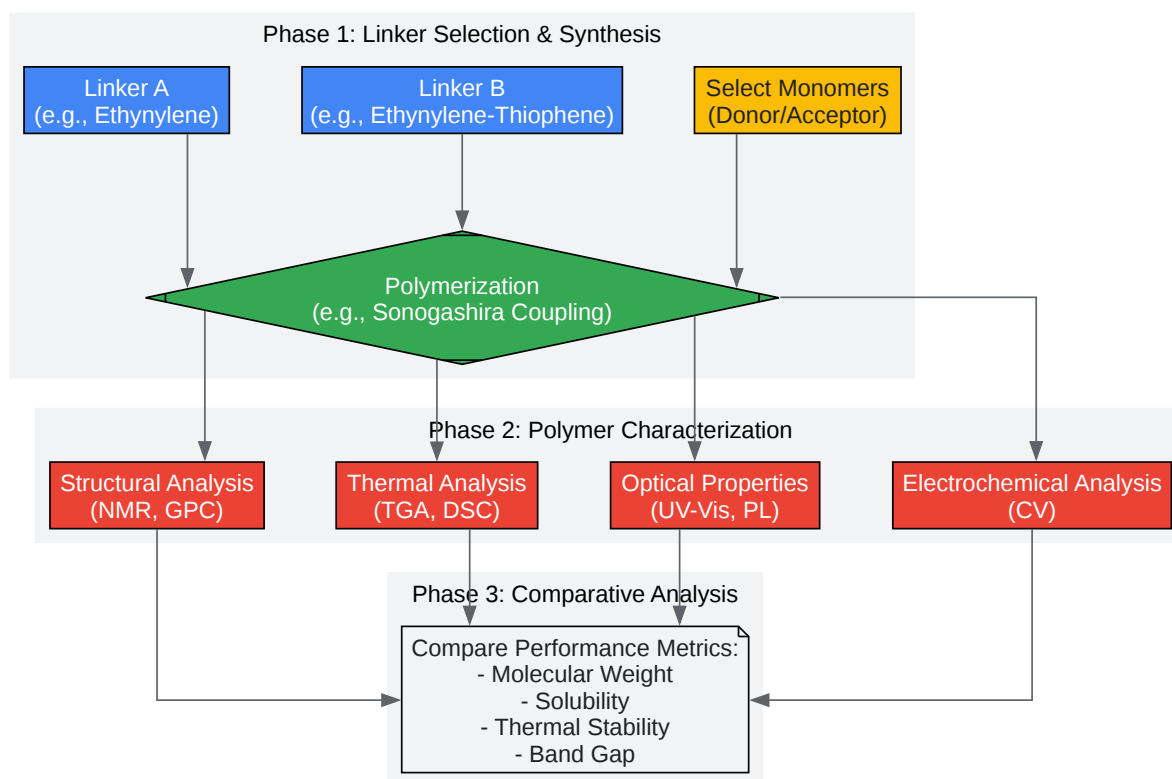 Phase 1: Linker Selection & Synthesis
Linker A
(e.g., Ethynylene)
Linker B
(e.g., Ethynylene-Thiophene)
Select Monomers
(Donor/Acceptor)
Polymerization
(e.g., Sonogashira Coupling)
Phase 2: Polymer Characterization
Structural Analysis
(NMR, GPC)
Thermal Analysis
(TGA, DSC)
Optical Properties
(UV-Vis, PL)
Electrochemical Analysis
(CV)
Phase 3: Comparative Analysis
Compare Performance Metrics:
- Molecular Weight
- Solubility
- Thermal Stability
- Band Gap